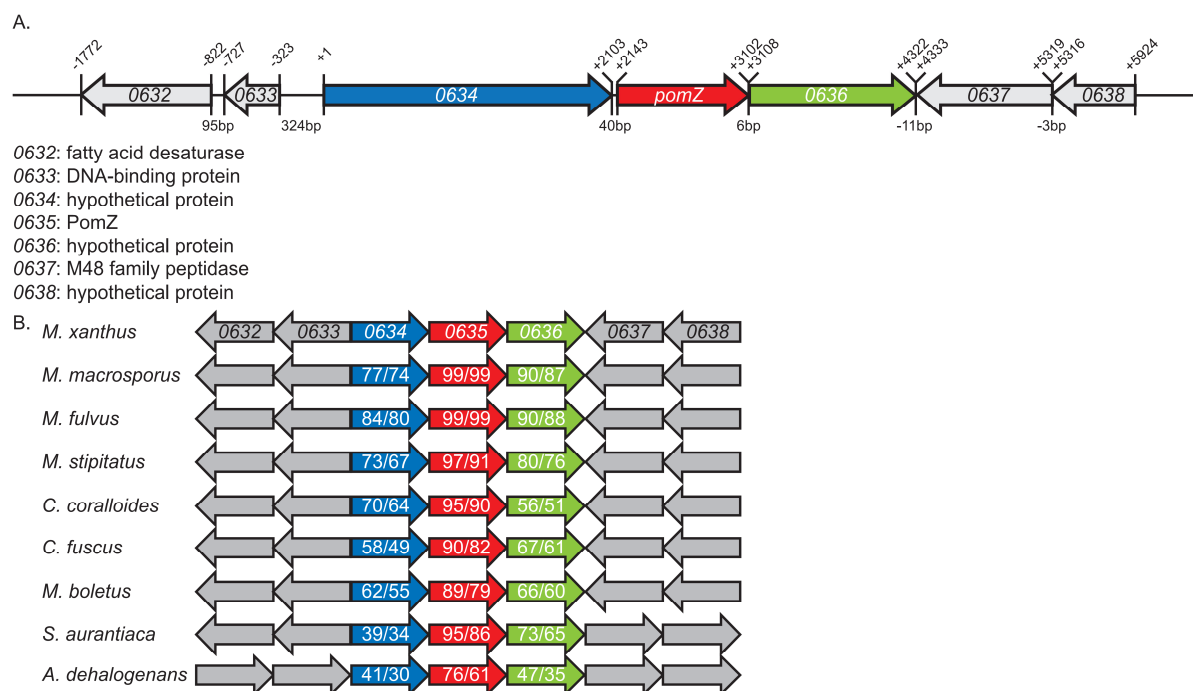 A.
-1772 -822 -727 -323 +1 +2103 +2143 +3102 +3108 +4322 +4333 +5319 +5316 +5924
0632 0633 0634 pomZ 0636 0637 0638
95bp 324bp 40bp 6bp -11bp -3bp
0632: fatty acid desaturase
0633: DNA-binding protein
0634: hypothetical protein
0635: PomZ
0636: hypothetical protein
0637: M48 family peptidase
0638: hypothetical protein
B.
M. xanthus 0632 0633 0634 0635 0636 0637 0638
M. macrosporus 77/74 99/99 90/87
M. fulvus 84/80 99/99 90/88
M. stipitatus 73/67 97/91 80/76
C. coralloides 70/64 95/90 56/51
C. fuscus 58/49 90/82 67/61
M. boletus 62/55 89/79 66/60
S. aurantiaca 39/34 95/86 73/65
A. dehalogenans 41/30 76/61 47/35